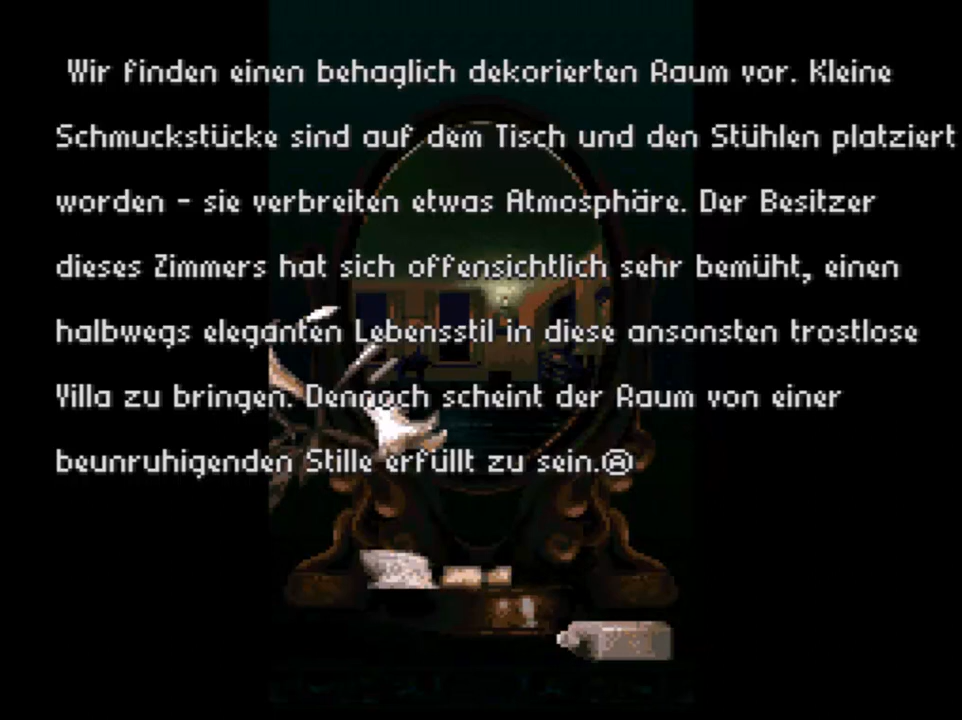 Wir finden einen behaglich dekorierten Raum vor. Kleine
Schmuckstücke sind auf dem Tisch und den Stühlen platziert
worden - sie verbreiten etwas Atmosphäre. Der Besitzer
dieses Zimmers hat sich offensichtlich sehr bemüht, einen
halbwegs eleganten Lebensstil in diese ansonsten trostlose
Villa zu bringen. Dennoch scheint der Raum von einer
beunruhigenden Stille erfüllt zu sein.@